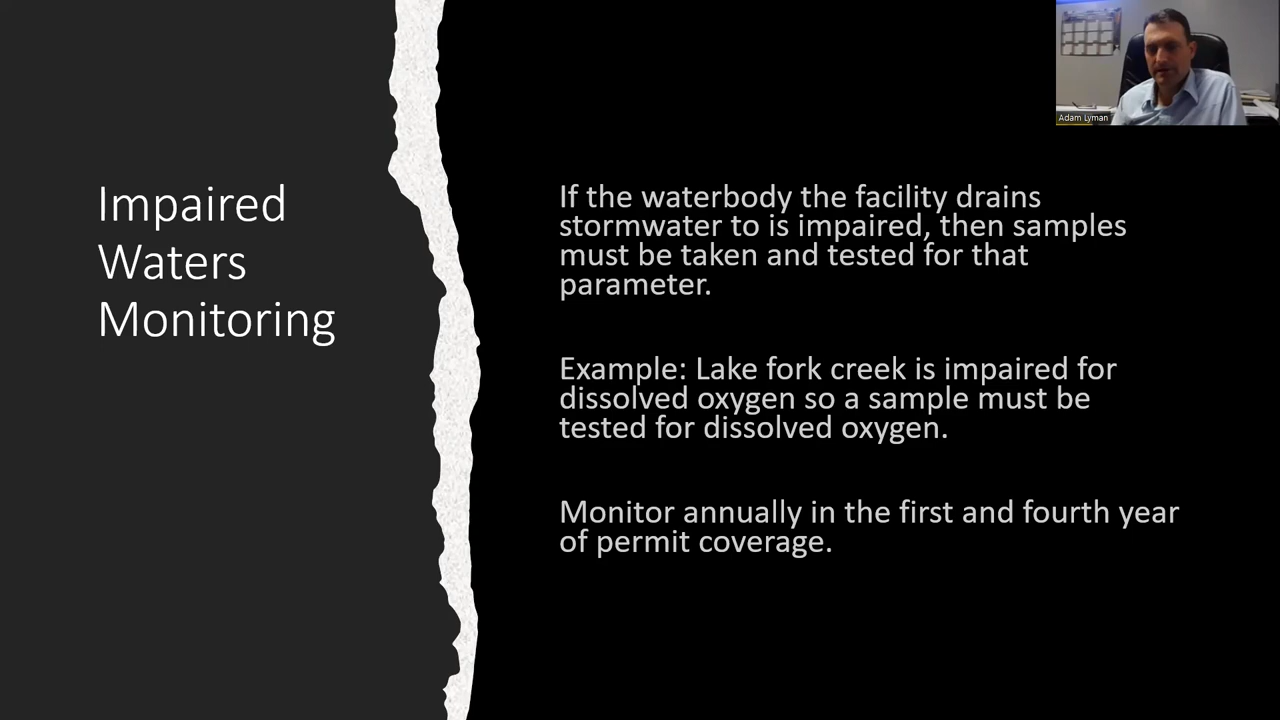 Impaired
Waters
Monitoring
Adam Lyman
If the waterbody the facility drains
stormwater to is impaired, then samples
must be taken and tested for that
parameter.
Example: Lake fork creek is impaired for
dissolved oxygen so a sample must be
tested for dissolved oxygen.
Monitor annually in the first and fourth year
of permit coverage.